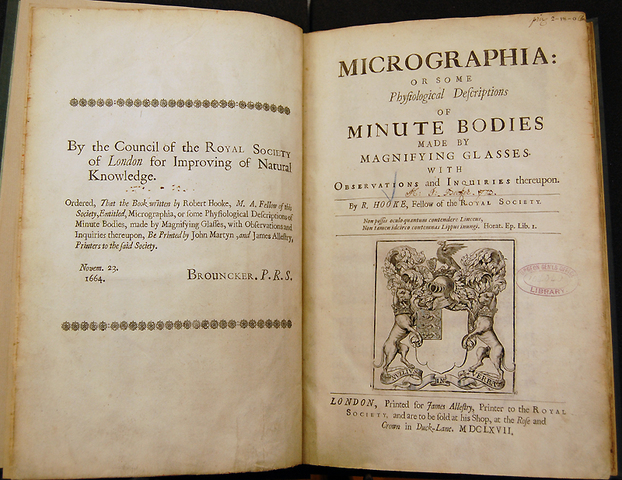 By the Council of the ROYAL SOCIETY
of London for Improving of Natural
Knowledge.
Ordered, That the Book written by Robert Hooke, M. A. Fellow of this
Society, Entitled, Micrographia, or some Phyſiological Deſcriptions of
Minute Bodies, made by Magnifying Glaſſes, with Obſervations and
Inquiries thereupon, Be Printed by John Martyn, and James Alleſtry,
Printers to the ſaid Society.
Novem. 23.
1664.
BROUNCKER. P. R. S.
MICROGRAPHIA:
OR SOME
Phyſiological Deſcriptions
OF
MINUTE BODIES
MADE BY
MAGNIFYING GLASSES.
WITH
OBSERVATIONS and INQUIRIES thereupon.
By R. HOOKE, Fellow of the ROYAL SOCIETY.
Non poſſis oculo quantum contendere Linceus,
Non tamen idcirco contemnas Lippus inungi. Horat. Ep. lib. 1.
LIBRARY
NULLIUS IN VERBA
LONDON, Printed for James Alleſtry, Printer to the ROYAL
SOCIETY, and are to be ſold at his Shop, at the Roſe and
Crown in Duck-Lane. MDCLXVII.